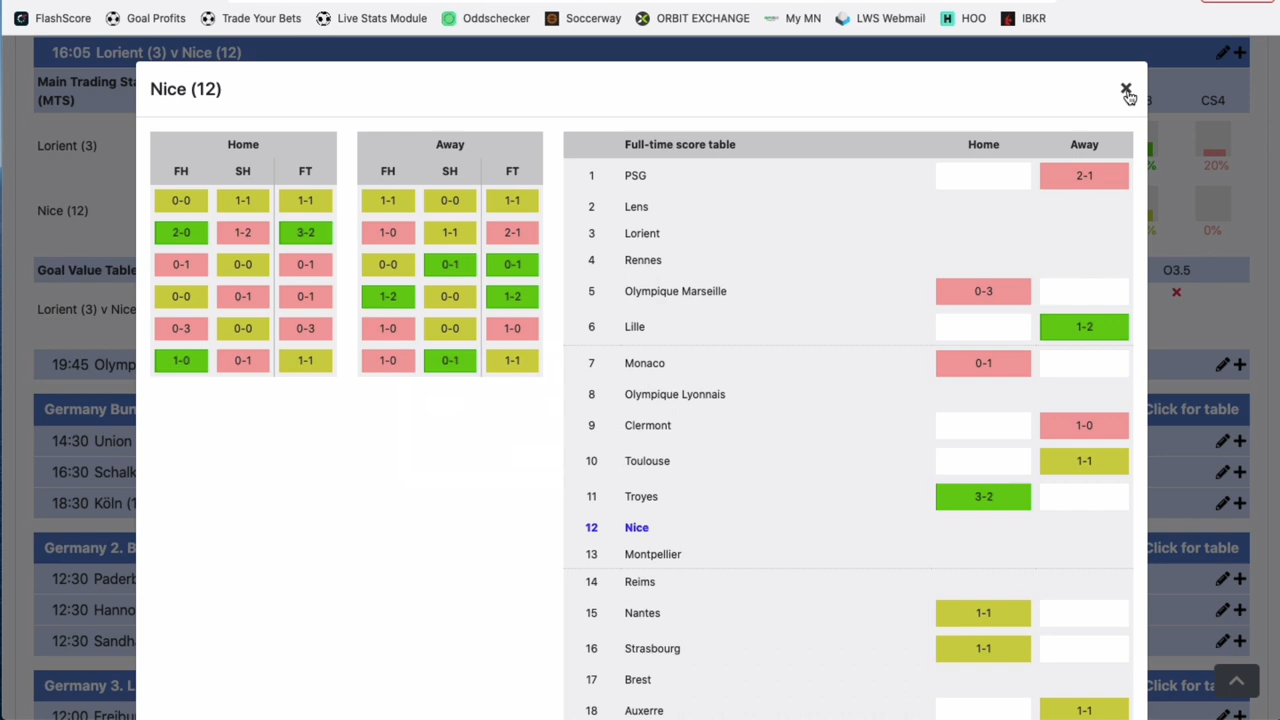 FlashScore Goal Profits Trade Your Bets Live Stats Module Oddschecker Soccerway ORBIT EXCHANGE My MN LWS Webmail HOO IBKR
16:05 Lorient (3) v Nice (12)
Main Trading Sta
(MTS)
CS4
Lorient (3)
20%
Nice (12)
0%
Goal Value Table
O3.5
Lorient (3) v Nice
19:45 Olymp
Germany Bun
Click for table
14:30 Union
16:30 Schalk
18:30 Köln (1
Germany 2. B
Click for table
12:30 Paderb
12:30 Hanno
12:30 Sandh
Germany 3. L
Click for ta
12:00 Freibur
Nice (12)
Home Away
FH SH FT FH SH FT
0-0 1-1 1-1 1-1 0-0 1-1
2-0 1-2 3-2 1-0 1-1 2-1
0-1 0-0 0-1 0-0 0-1 0-1
0-0 0-1 0-1 1-2 0-0 1-2
0-3 0-0 0-3 1-0 0-0 1-0
1-0 0-1 1-1 1-0 0-1 1-1
Full-time score table Home Away
1 PSG 2-1
2 Lens
3 Lorient
4 Rennes
5 Olympique Marseille 0-3
6 Lille 1-2
7 Monaco 0-1
8 Olympique Lyonnais
9 Clermont 1-0
10 Toulouse 1-1
11 Troyes 3-2
12 Nice
13 Montpellier
14 Reims
15 Nantes 1-1
16 Strasbourg 1-1
17 Brest
18 Auxerre 1-1